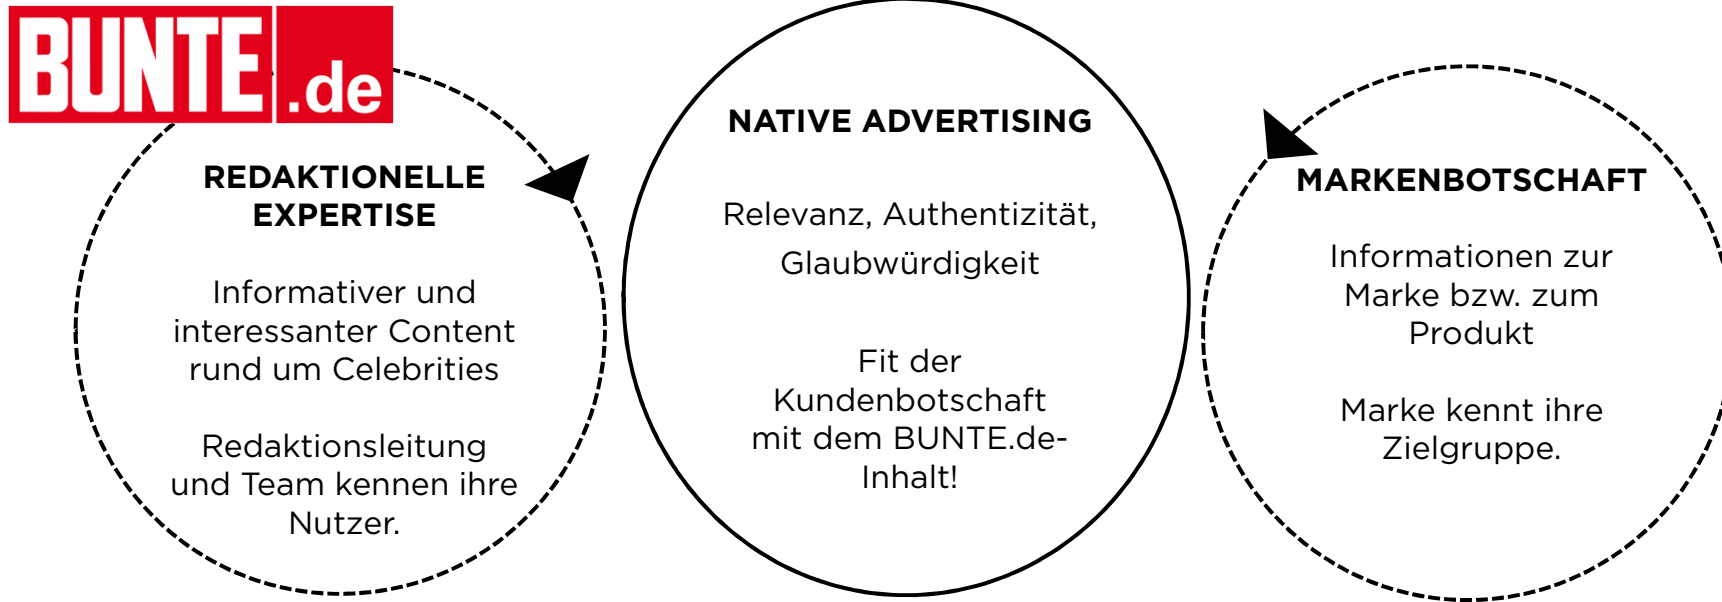 BUNTE.de
REDAKTIONELLE
EXPERTISE
Informativer und
interessanter Content
rund um Celebrities
Redaktionsleitung
und Team kennen ihre
Nutzer.
NATIVE ADVERTISING
Relevanz, Authentizität,
Glaubwürdigkeit
Fit der
Kundenbotschaft
mit dem BUNTE.de-
Inhalt!
MARKENBOTSCHAFT
Informationen zur
Marke bzw. zum
Produkt
Marke kennt ihre
Zielgruppe.